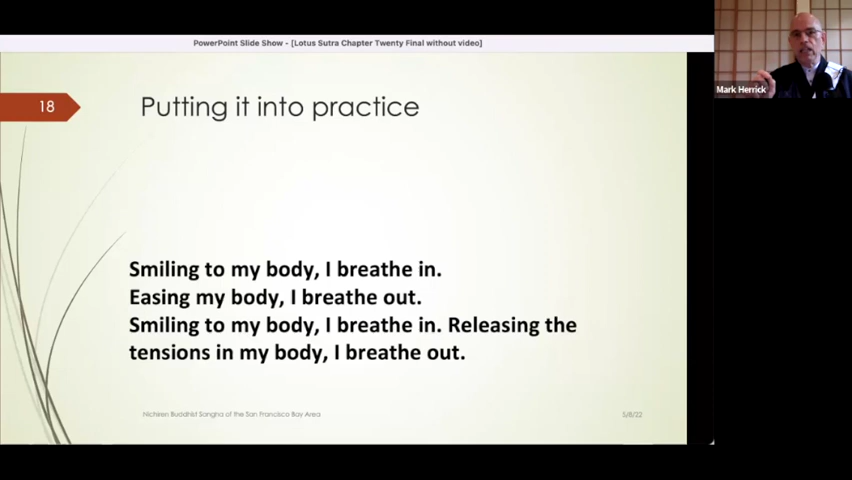 PowerPoint Slide Show - [Lotus Sutra Chapter Twenty Final without video]
Mark Herrick
18
Putting it into practice
Smiling to my body, I breathe in.
Easing my body, I breathe out.
Smiling to my body, I breathe in. Releasing the
tensions in my body, I breathe out.
Nichiren Buddhist Sangha of the San Francisco Bay Area
5/8/22